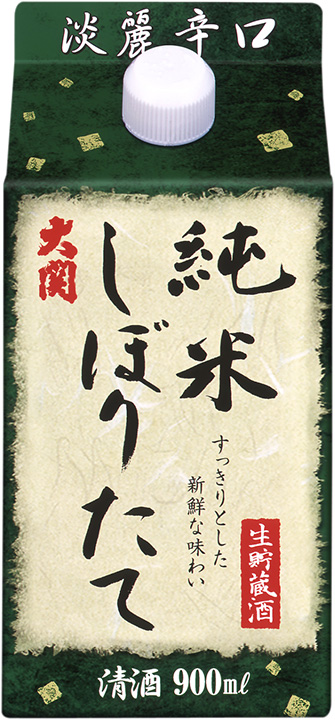 淡麗辛口
純米
しぼりたて
大関
すっきりとした
新鮮な味わい
生貯蔵酒
清酒 900ml